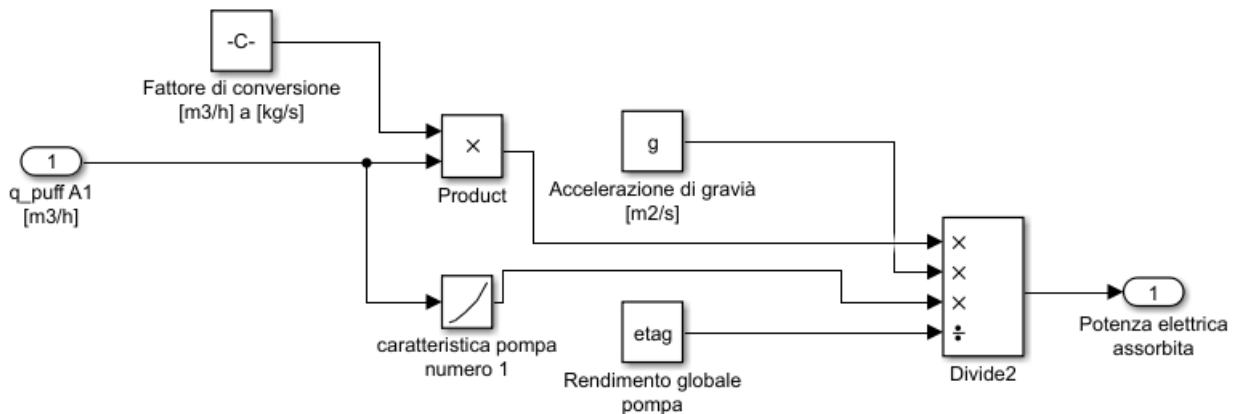 -C-
Fattore di conversione
[m3/h] a [kg/s]
1
q_puff A1
[m3/h]
×
Product
g
Accelerazione di gravià
[m2/s]
caratteristica pompa
numero 1
etag
Rendimento globale
pompa
×
×
×
÷
Divide2
1
Potenza elettrica
assorbita